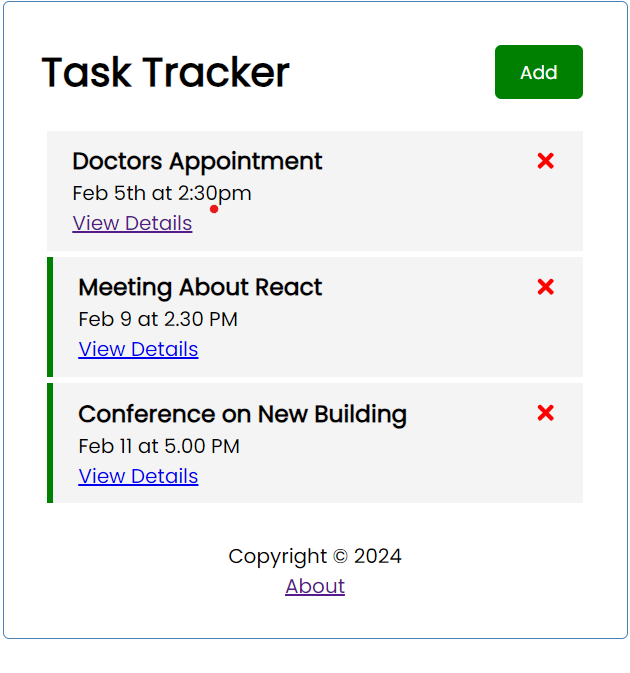 Task Tracker
Add
Doctors Appointment
Feb 5th at 2:30pm
View Details
Meeting About React
Feb 9 at 2.30 PM
View Details
Conference on New Building
Feb 11 at 5.00 PM
View Details
Copyright © 2024
About